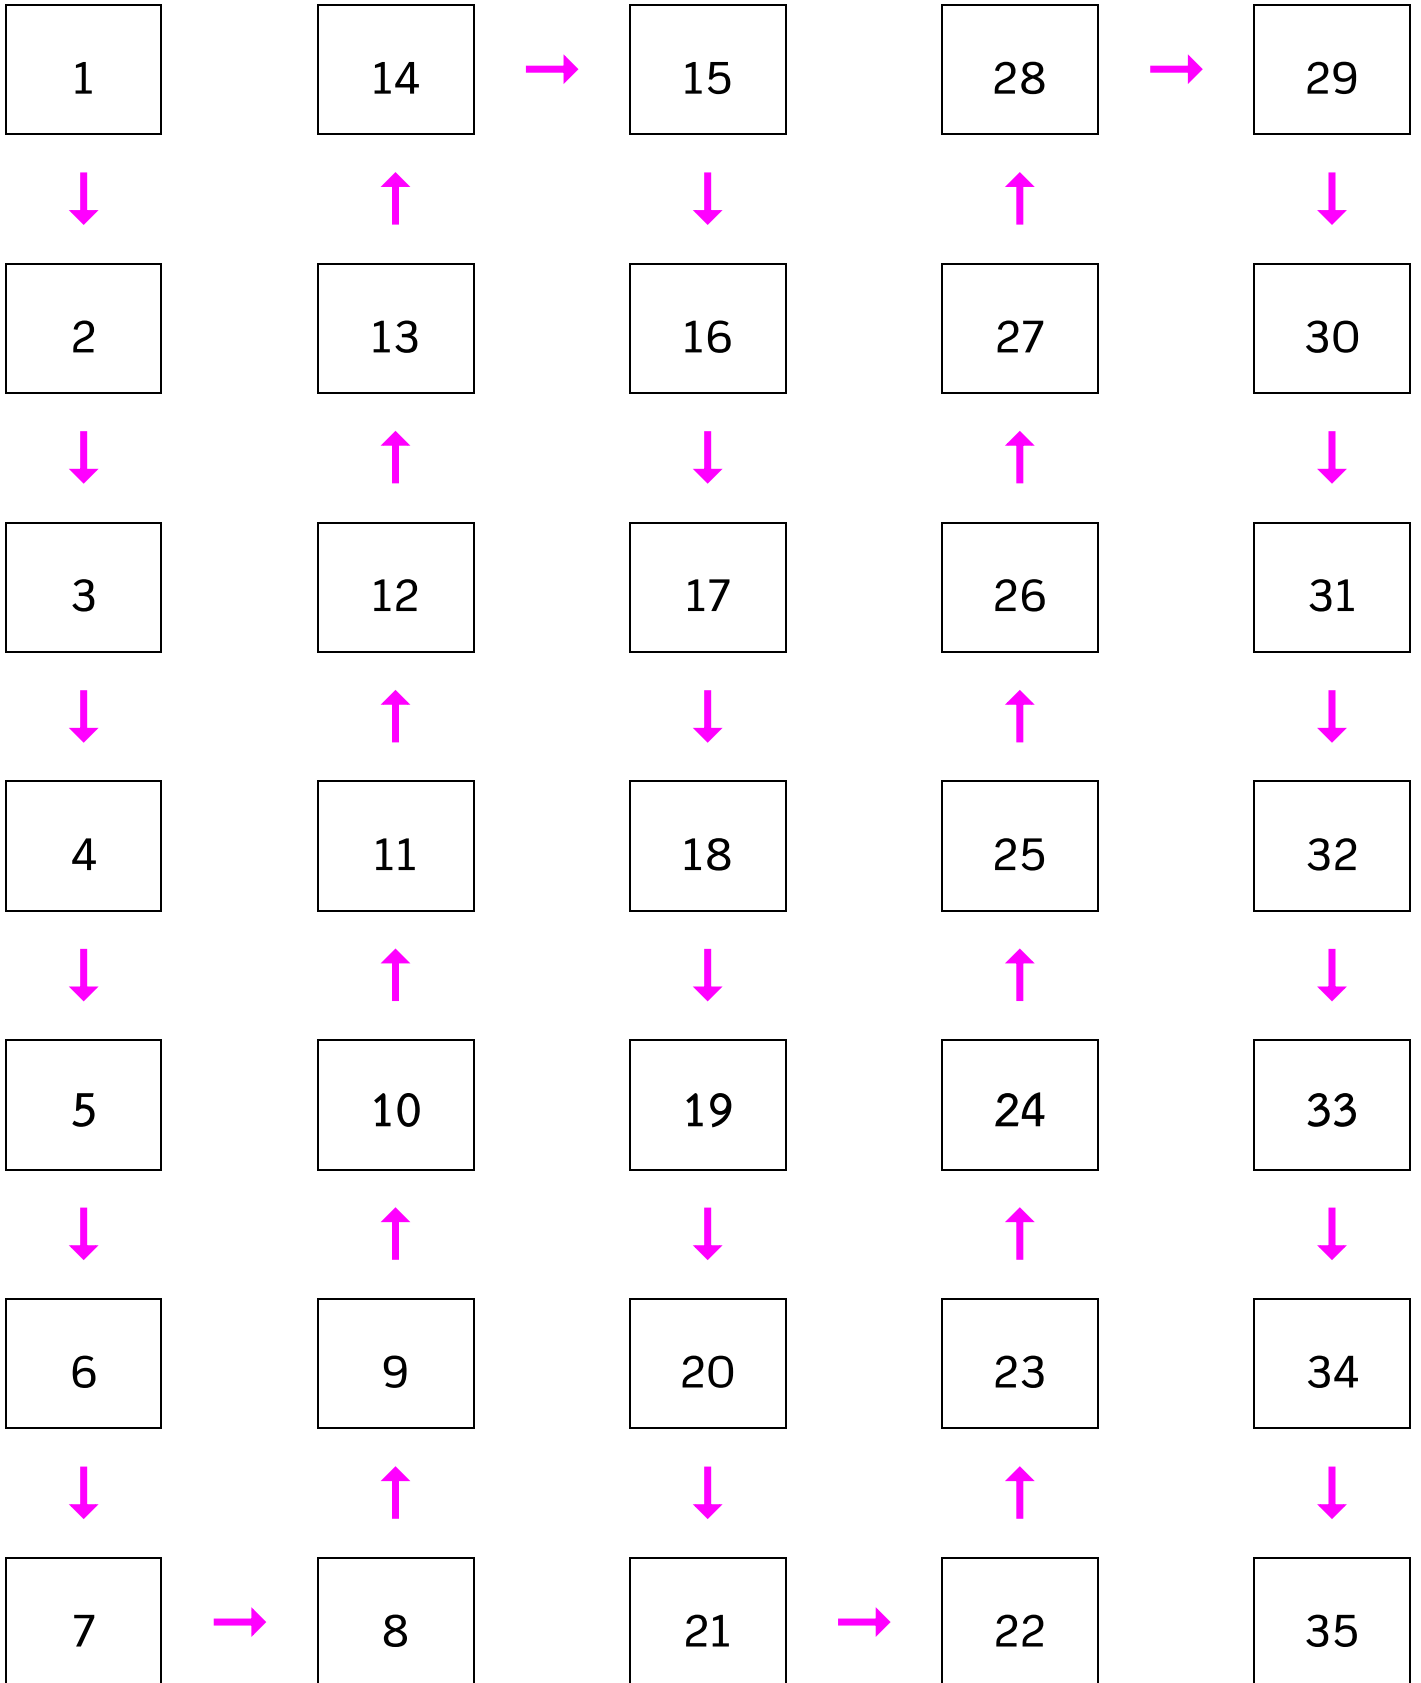 1 14 → 15 28 → 29
↓ ↑ ↓ ↑ ↓
2 13 16 27 30
↓ ↑ ↓ ↑ ↓
3 12 17 26 31
↓ ↑ ↓ ↑ ↓
4 11 18 25 32
↓ ↑ ↓ ↑ ↓
5 10 19 24 33
↓ ↑ ↓ ↑ ↓
6 9 20 23 34
↓ ↑ ↓ ↑ ↓
7 → 8 21 → 22 35